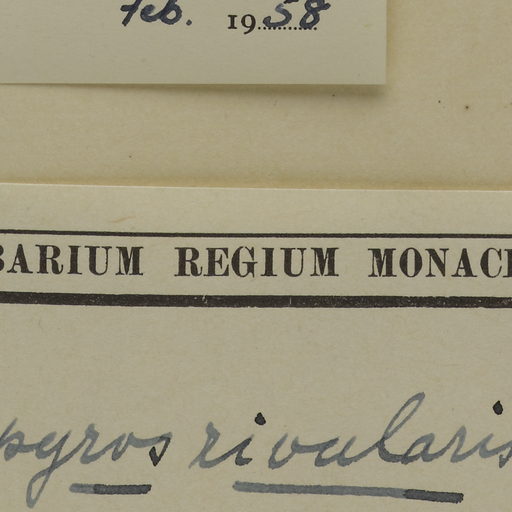 Feb. 1958
BARIUM REGIUM MONAC
pyros rivularis